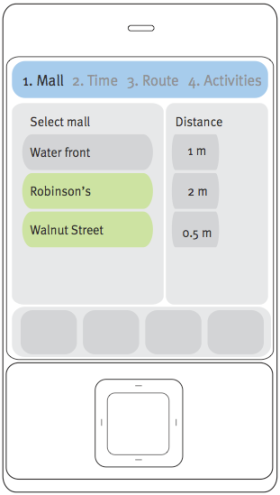 1. Mall 2. Time 3. Route 4. Activities
Select mall Distance
Water front 1 m
Robinson's 2 m
Walnut Street 0.5 m